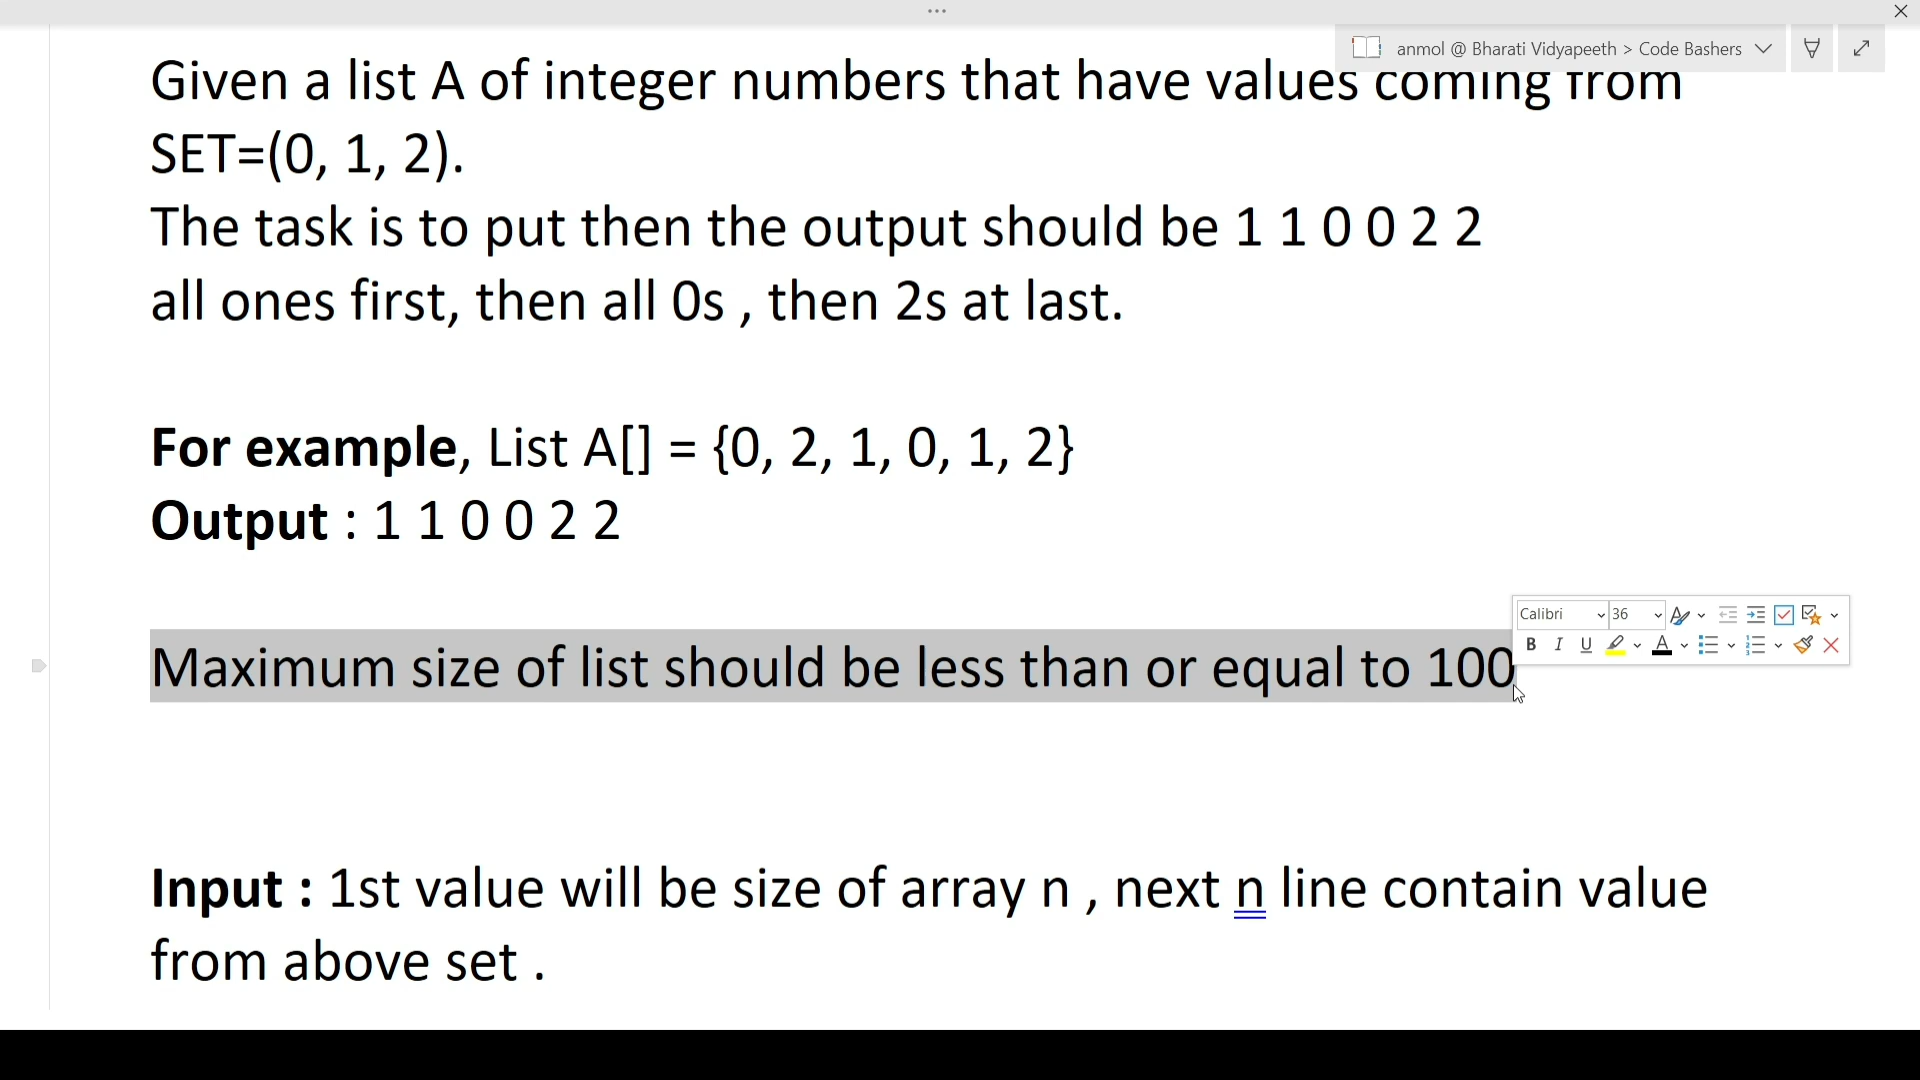 anmol @ Bharati Vidyapeeth > Code Bashers
Given a list A of integer numbers that have values coming from
SET=(0, 1, 2).
The task is to put then the output should be 1 1 0 0 2 2
all ones first, then all 0s , then 2s at last.
For example, List A[] = {0, 2, 1, 0, 1, 2}
Output : 1 1 0 0 2 2
Calibri 36
B I U A
Maximum size of list should be less than or equal to 100
Input : 1st value will be size of array n , next n line contain value
from above set .